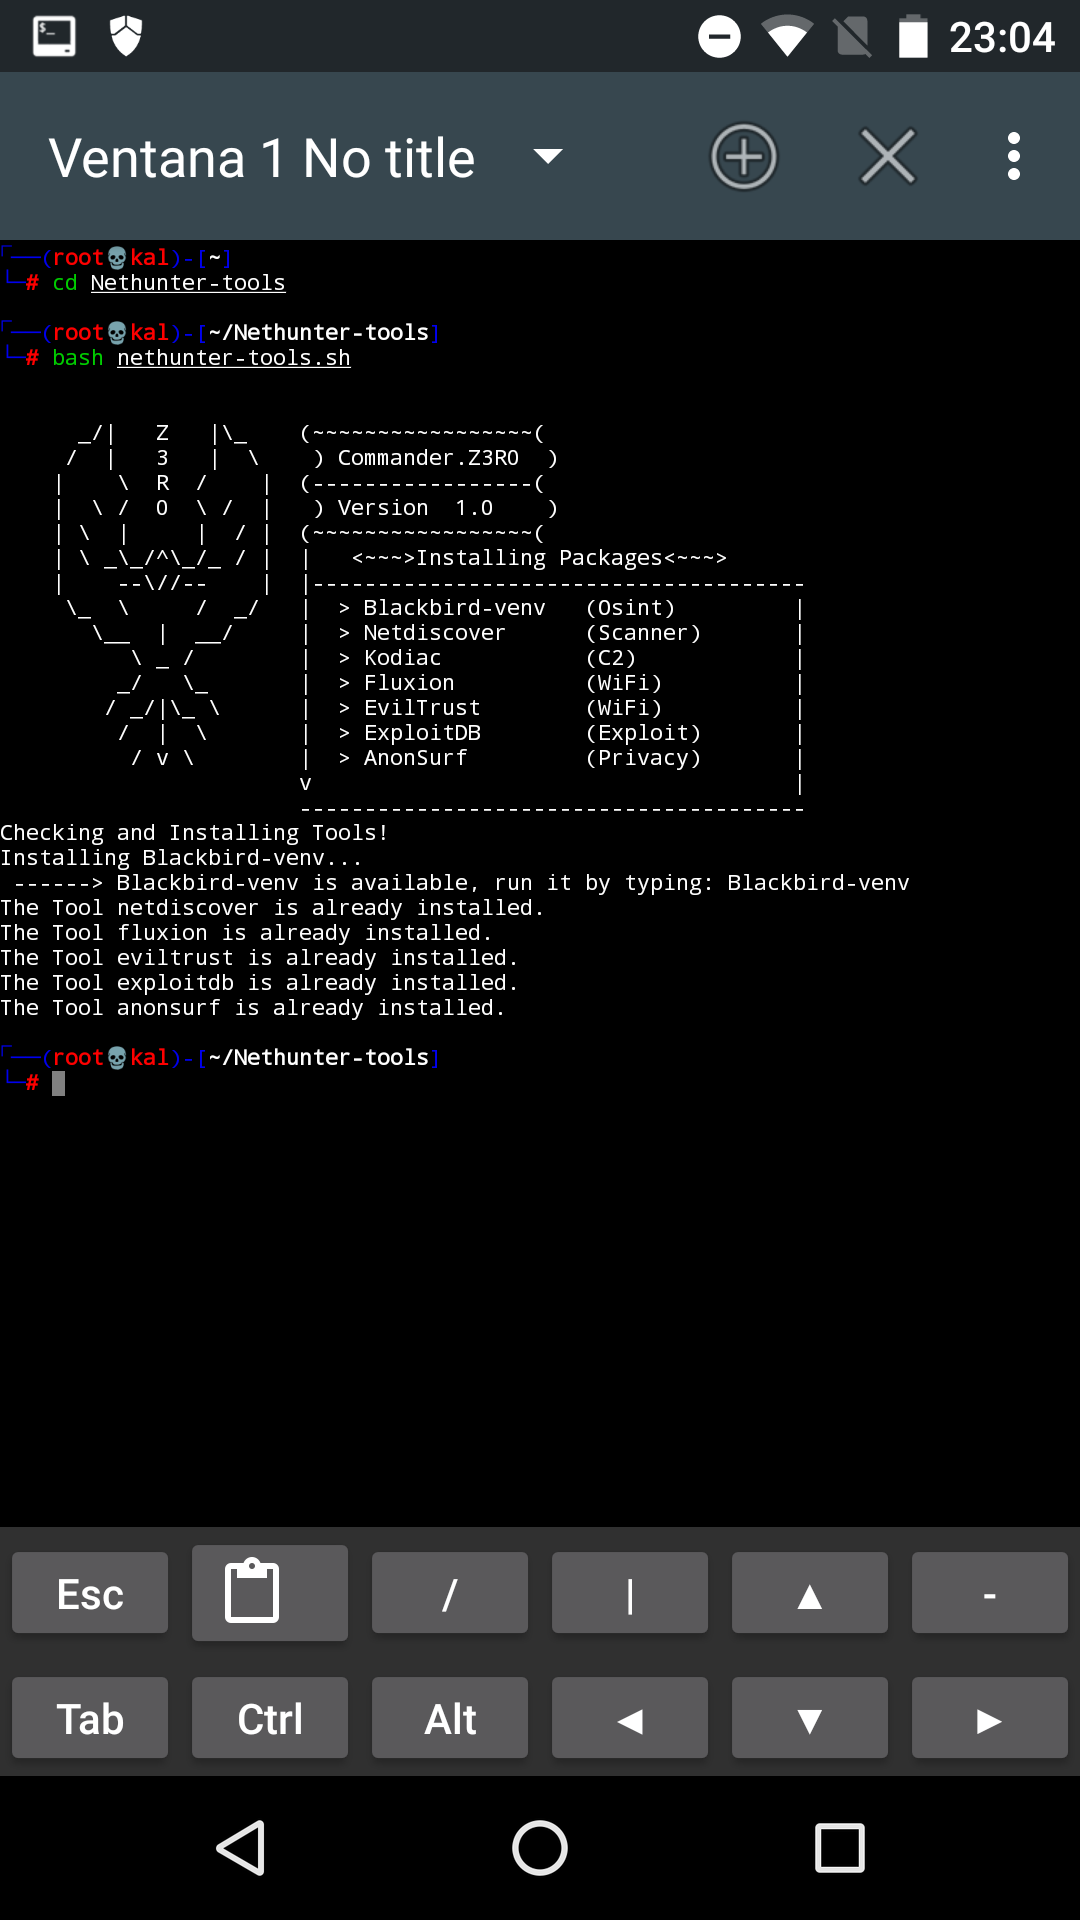 23:04
Ventana 1 No title
┌──(root💀kal)-[~]
└─# cd Nethunter-tools
┌──(root💀kal)-[~/Nethunter-tools]
└─# bash nethunter-tools.sh
      _/|   Z   |\_    (~~~~~~~~~~~~~~~~~(
     /  |   3   |  \    ) Commander.Z3R0  )
    |    \  R  /    |  (-----------------(
    |  \ /  0  \ /  |   ) Version  1.0    )
    | \  |     |  / |  (~~~~~~~~~~~~~~~~~(
    | \ _\_/^\_/_ / |  |   <~~~>Installing Packages<~~~>
    |    --\//--    |  |--------------------------------------
     \_  \     /  _/   |  > Blackbird-venv   (Osint)         |
       \__  |  __/     |  > Netdiscover      (Scanner)       |
          \ _ /        |  > Kodiac           (C2)            |
         _/   \_       |  > Fluxion          (WiFi)          |
        / _/|\_ \      |  > EvilTrust        (WiFi)          |
         /  |  \       |  > ExploitDB        (Exploit)       |
          / v \        |  > AnonSurf         (Privacy)       |
                       v                                     |
                       ---------------------------------------
Checking and Installing Tools!
Installing Blackbird-venv...
 ------> Blackbird-venv is available, run it by typing: Blackbird-venv
The Tool netdiscover is already installed.
The Tool fluxion is already installed.
The Tool eviltrust is already installed.
The Tool exploitdb is already installed.
The Tool anonsurf is already installed.
┌──(root💀kal)-[~/Nethunter-tools]
└─#
Esc / | ▲ -
Tab Ctrl Alt ◀ ▼ ▶